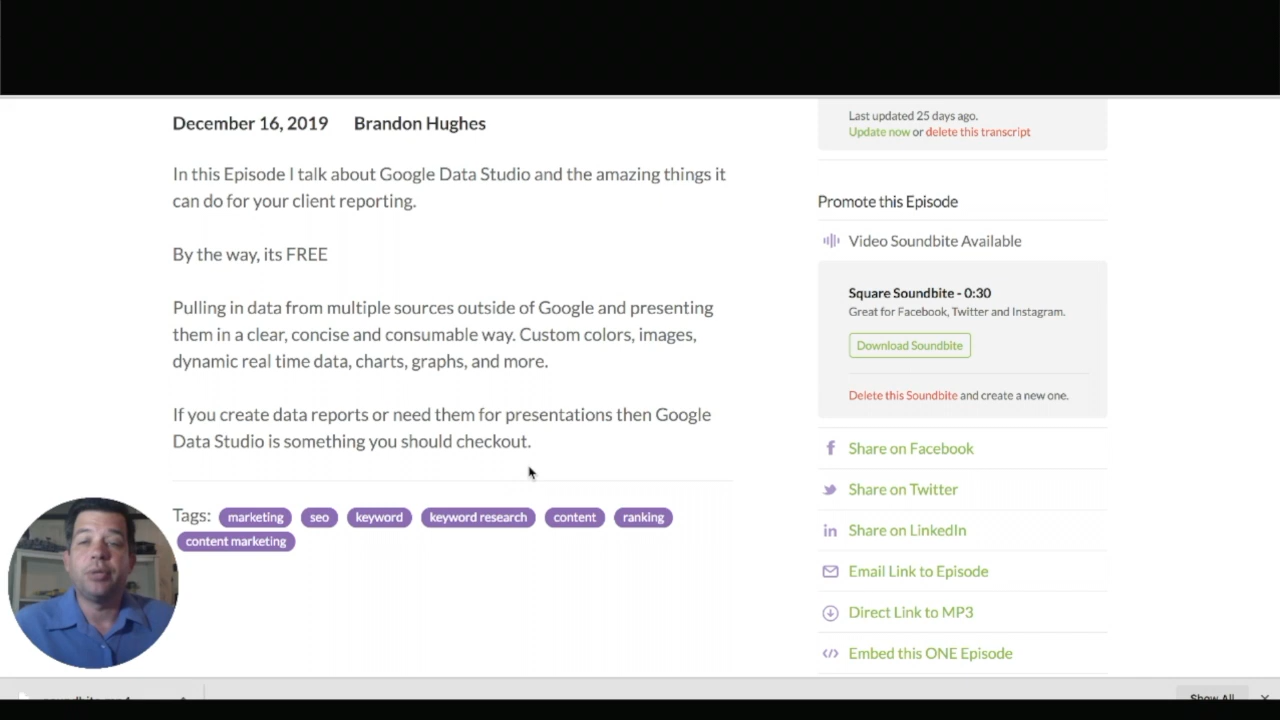 December 16, 2019 Brandon Hughes
In this Episode I talk about Google Data Studio and the amazing things it
can do for your client reporting.
By the way, its FREE
Pulling in data from multiple sources outside of Google and presenting
them in a clear, concise and consumable way. Custom colors, images,
dynamic real time data, charts, graphs, and more.
If you create data reports or need them for presentations then Google
Data Studio is something you should checkout.
Tags: marketing seo keyword keyword research content ranking
content marketing
Last updated 25 days ago.
Update now or delete this transcript
Promote this Episode
Video Soundbite Available
Square Soundbite - 0:30
Great for Facebook, Twitter and Instagram.
Download Soundbite
Delete this Soundbite and create a new one.
Share on Facebook
Share on Twitter
Share on LinkedIn
Email Link to Episode
Direct Link to MP3
Embed this ONE Episode
Show All